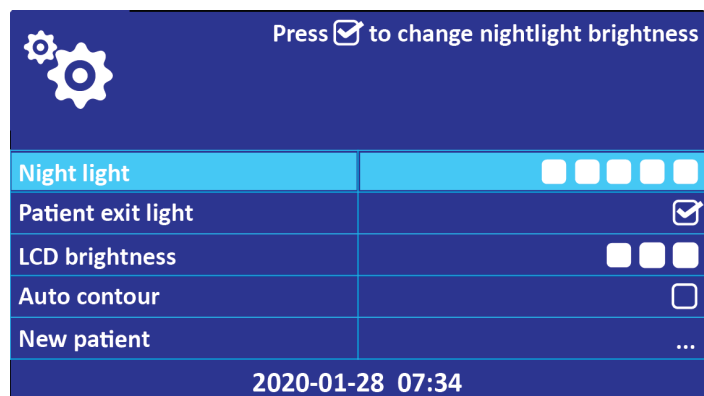 Press to change nightlight brightness
Night light
Patient exit light
LCD brightness
Auto contour
New patient ...
2020-01-28 07:34